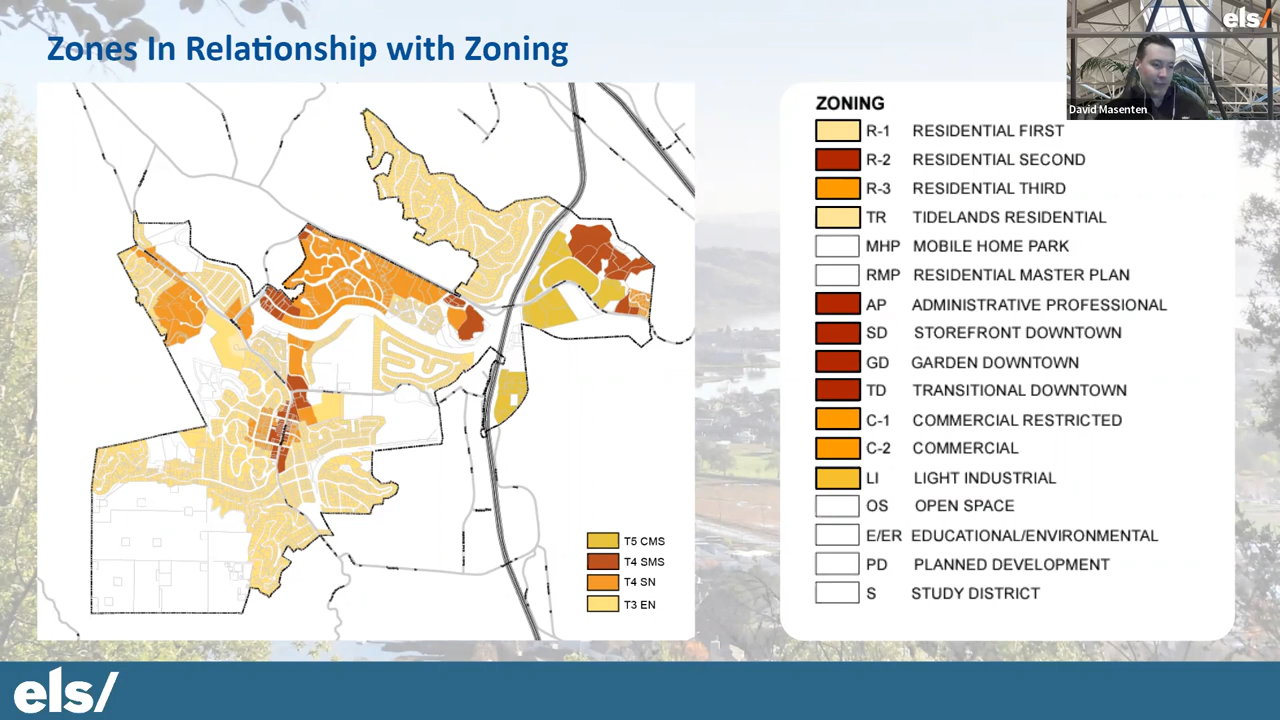 Zones In Relationship with Zoning
els/
David Masenten
ZONING
R-1 RESIDENTIAL FIRST
R-2 RESIDENTIAL SECOND
R-3 RESIDENTIAL THIRD
TR TIDELANDS RESIDENTIAL
MHP MOBILE HOME PARK
RMP RESIDENTIAL MASTER PLAN
AP ADMINISTRATIVE PROFESSIONAL
SD STOREFRONT DOWNTOWN
GD GARDEN DOWNTOWN
TD TRANSITIONAL DOWNTOWN
C-1 COMMERCIAL RESTRICTED
C-2 COMMERCIAL
LI LIGHT INDUSTRIAL
OS OPEN SPACE
E/ER EDUCATIONAL/ENVIRONMENTAL
PD PLANNED DEVELOPMENT
S STUDY DISTRICT
T5 CMS
T4 SMS
T4 SN
T3 EN
els/